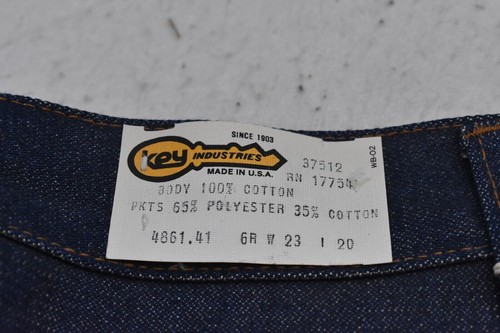 SINCE 1903
Key INDUSTRIES
MADE IN U.S.A.
37512
RN 17754
WB-02
BODY 100% COTTON
PKTS 65% POLYESTER 35% COTTON
4861.41 6R W 23 I 20